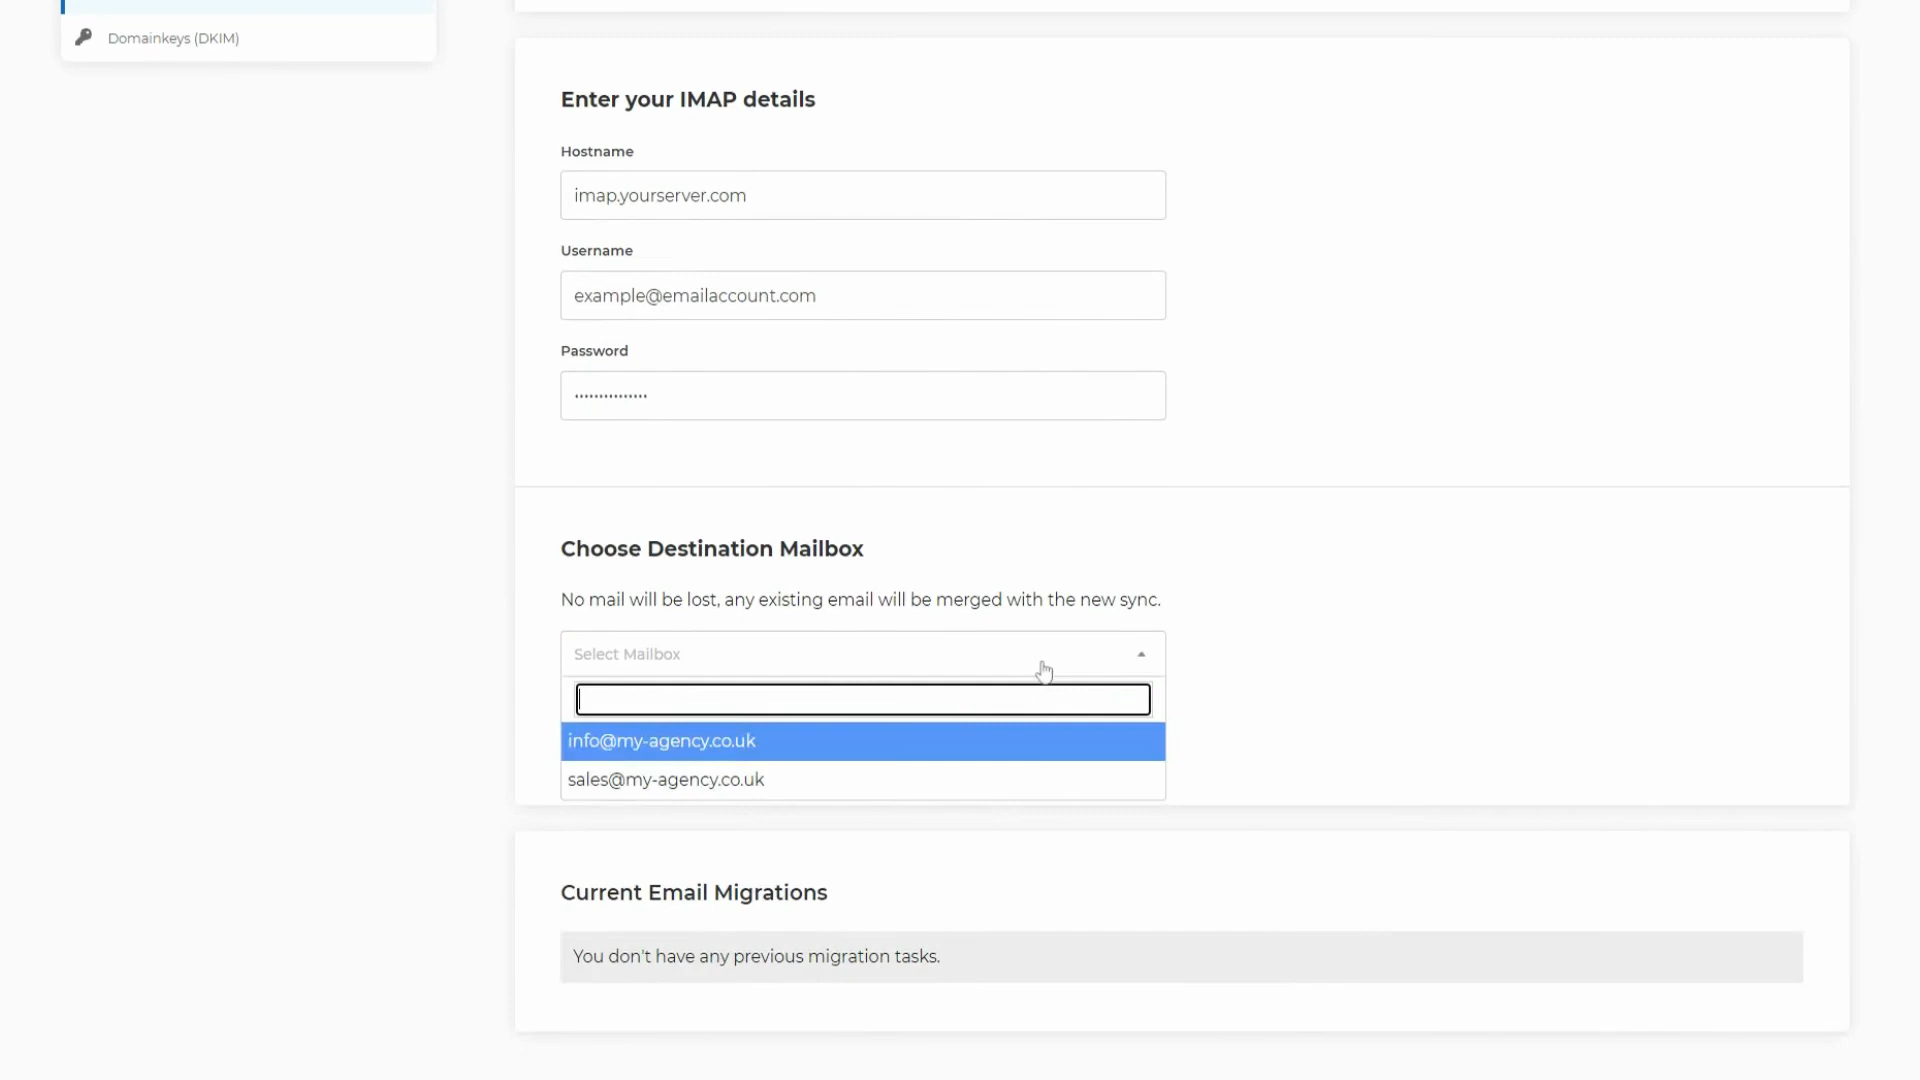 Domainkeys (DKIM)
Enter your IMAP details
Hostname
imap.yourserver.com
Username
example@emailaccount.com
Password
•••••••••••••••
Choose Destination Mailbox
No mail will be lost, any existing email will be merged with the new sync.
Select Mailbox
info@my-agency.co.uk
sales@my-agency.co.uk
Current Email Migrations
You don't have any previous migration tasks.